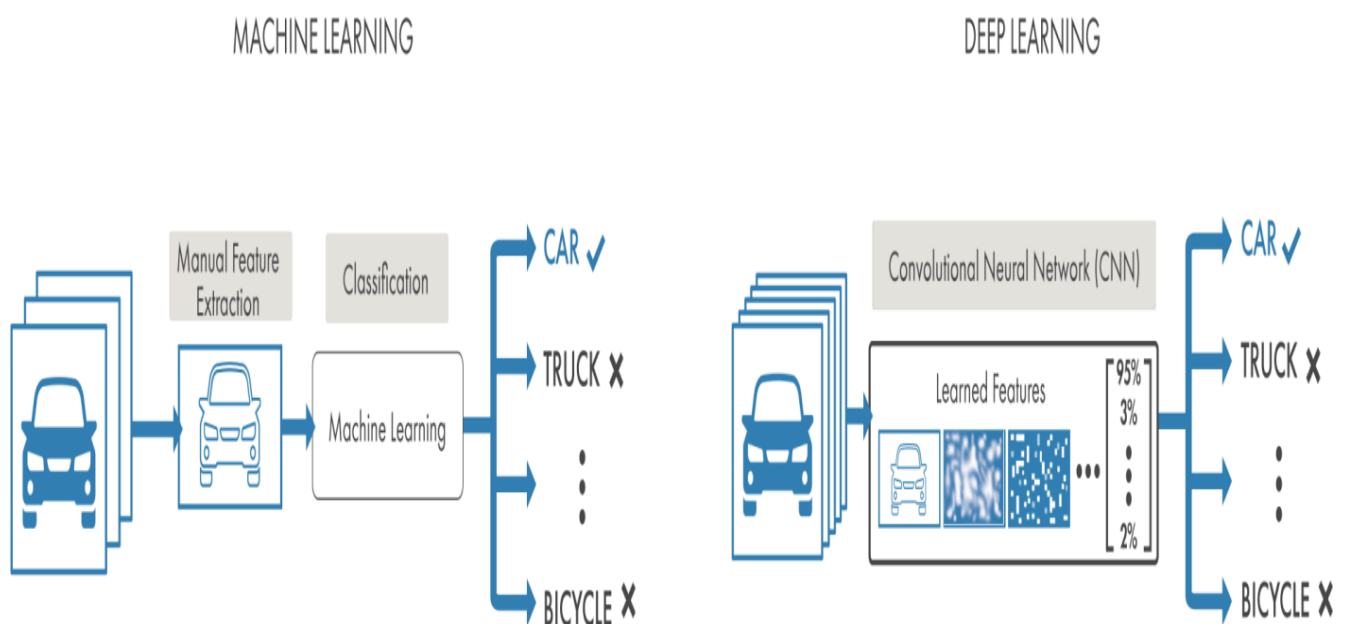 MACHINE LEARNING
Manual Feature
Extraction
Classification
Machine Learning
CAR ✓
TRUCK ✗
BICYCLE ✗
DEEP LEARNING
Convolutional Neural Network (CNN)
Learned Features
95%
3%
2%
CAR ✓
TRUCK ✗
BICYCLE ✗